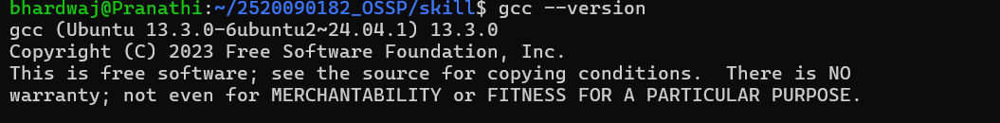 bhardwaj@Pranathi:~/2520090182_OSSP/skill$ gcc --version
gcc (Ubuntu 13.3.0-6ubuntu2~24.04.1) 13.3.0
Copyright (C) 2023 Free Software Foundation, Inc.
This is free software; see the source for copying conditions.  There is NO
warranty; not even for MERCHANTABILITY or FITNESS FOR A PARTICULAR PURPOSE.